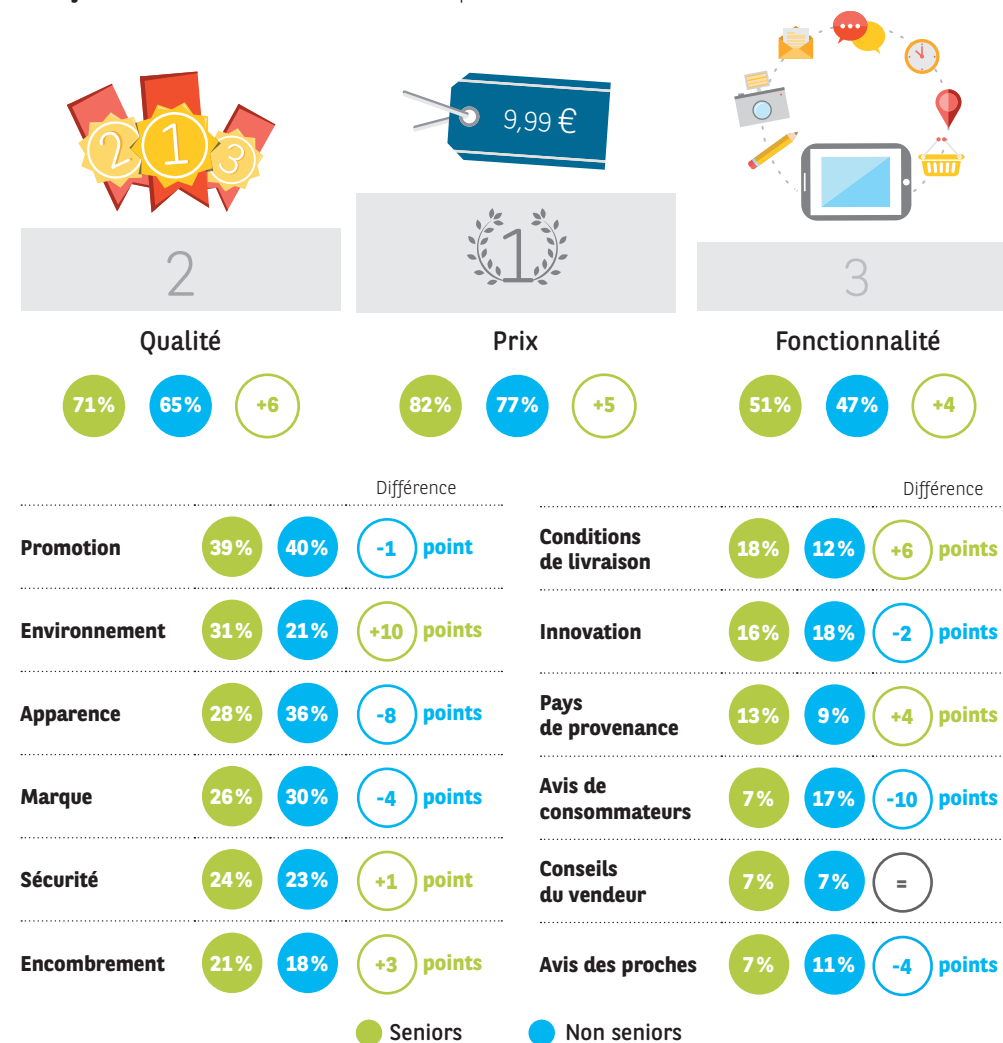 2 1 3
9,99 €
2
1
3
Qualité
Prix
Fonctionnalité
71% 65% +6
82% 77% +5
51% 47% +4
Différence
Promotion 39% 40% -1 point
Environnement 31% 21% +10 points
Apparence 28% 36% -8 points
Marque 26% 30% -4 points
Sécurité 24% 23% +1 point
Encombrement 21% 18% +3 points
Différence
Conditions
de livraison 18% 12% +6 points
Innovation 16% 18% -2 points
Pays
de provenance 13% 9% +4 points
Avis de
consommateurs 7% 17% -10 points
Conseils
du vendeur 7% 7% =
Avis des proches 7% 11% -4 points
Seniors
Non seniors